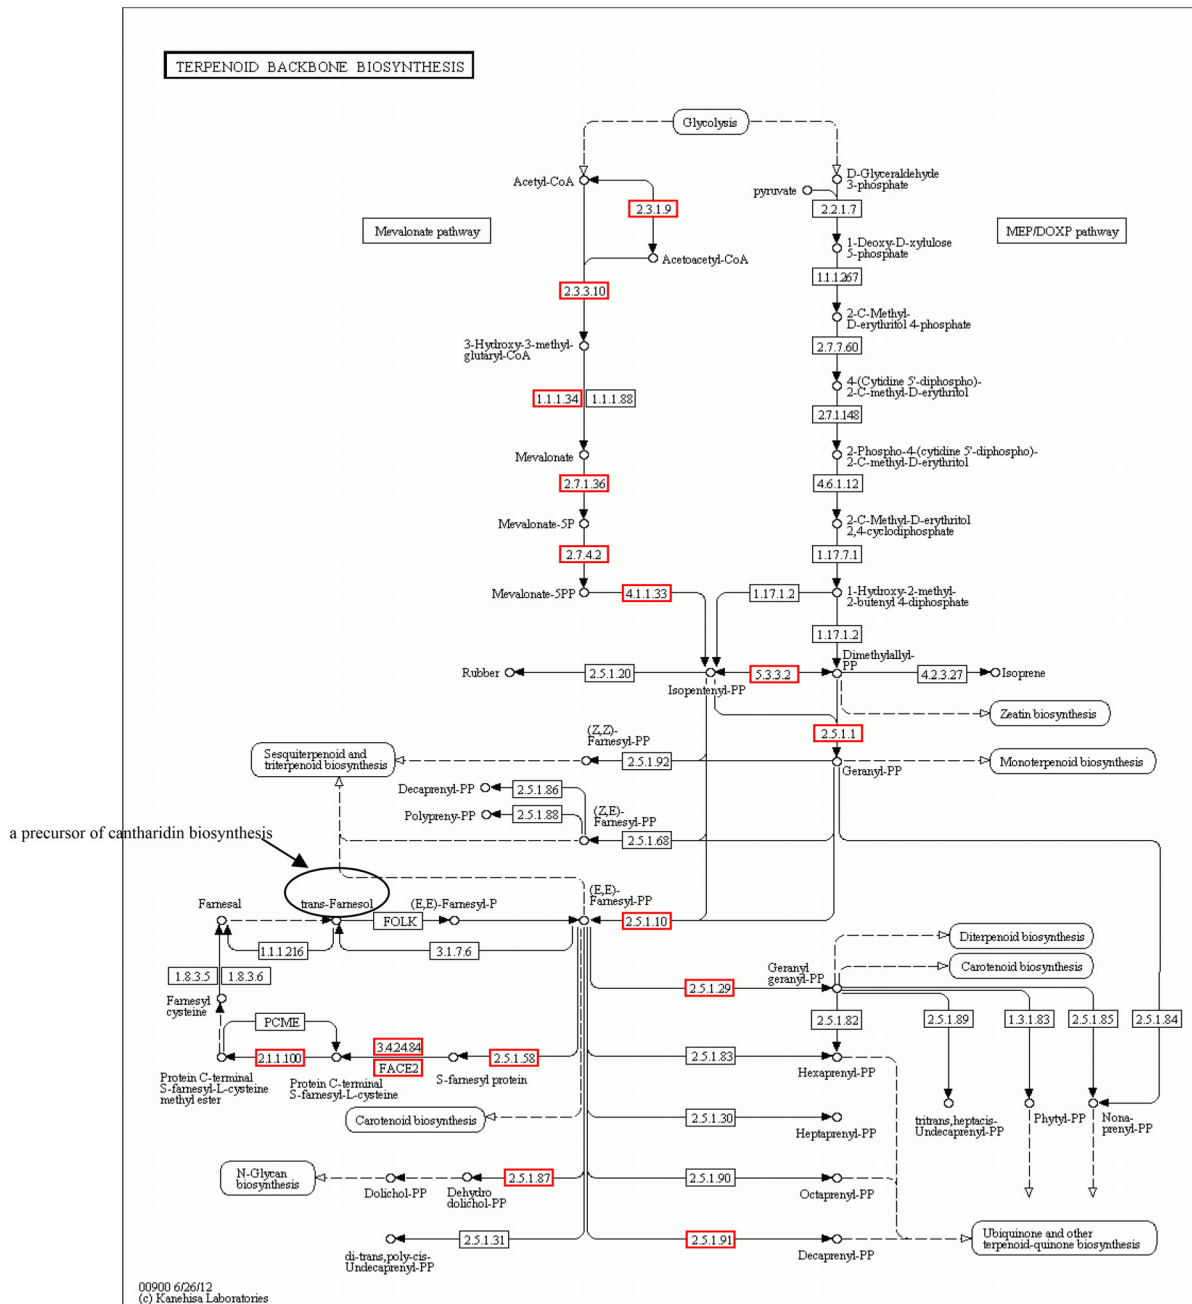 TERPENOID BACKBONE BIOSYNTHESIS
Glycolysis
Acetyl-CoA
D-Glyceraldehyde
3-phosphate
pyruvate
2.3.1.9
2.2.1.7
Mevalonate pathway
MEP/DOXP pathway
1-Deoxy-D-xylulose
5-phosphate
Acetoacetyl-CoA
1.1.1.267
2.3.3.10
2-C-Methyl-
D-erythritol 4-phosphate
3-Hydroxy-3-methyl-
glutaryl-CoA
2.7.7.60
4-(Cytidine 5'-diphospho)-
2-C-methyl-D-erythritol
1.1.1.34
1.1.1.88
2.7.1.148
Mevalonate
2-Phospho-4-(cytidine 5'-diphospho)-
2-C-methyl-D-erythritol
2.7.1.36
4.6.1.12
Mevalonate-5P
2-C-Methyl-D-erythritol
2,4-cyclodiphosphate
2.7.4.2
1.17.7.1
Mevalonate-5PP
4.1.1.33
1.17.1.2
1-Hydroxy-2-methyl-
2-butenyl 4-diphosphate
1.17.1.2
Dimethylallyl-
PP
Rubber
2.5.1.20
Isopentenyl-PP
5.3.3.2
4.2.3.27
Isoprene
Zeatin biosynthesis
2.5.1.1
(Z,Z)-
Farnesyl-PP
Sesquiterpenoid and
triterpenoid biosynthesis
2.5.1.92
Geranyl-PP
Monoterpenoid biosynthesis
Decaprenyl-PP
2.5.1.86
Polypreny-PP
2.5.1.88
(Z,E)-
Farnesyl-PP
2.5.1.68
a precursor of cantharidin biosynthesis
Farnesal
trans-Farnesol
(E,E)-Farnesyl-P
(E,E)-
Farnesyl-PP
FOLK
2.5.1.10
1.1.1.216
3.1.7.6
Diterpenoid biosynthesis
Carotenoid biosynthesis
1.8.3.5
1.8.3.6
Geranyl
geranyl-PP
2.5.1.29
Farnesyl
cysteine
PCME
2.5.1.82
2.5.1.89
1.3.1.83
2.5.1.85
2.5.1.84
2.1.1.100
3.4.24.84
FACE2
2.5.1.58
2.5.1.83
Protein C-terminal
S-farnesyl-L-cysteine
methyl ester
Protein C-terminal
S-farnesyl-L-cysteine
S-farnesyl protein
Hexaprenyl-PP
Carotenoid biosynthesis
2.5.1.30
Heptaprenyl-PP
tritrans,heptacis-
Undecaprenyl-PP
Phytyl-PP
Nona-
prenyl-PP
N-Glycan
biosynthesis
Dolichol-PP
Dehydro
dolichol-PP
2.5.1.87
2.5.1.90
Octaprenyl-PP
2.5.1.31
di-trans,poly-cis-
Undecaprenyl-PP
2.5.1.91
Decaprenyl-PP
Ubiquinone and other
terpenoid-quinone biosynthesis
00900 6/26/12
(c) Kanehisa Laboratories